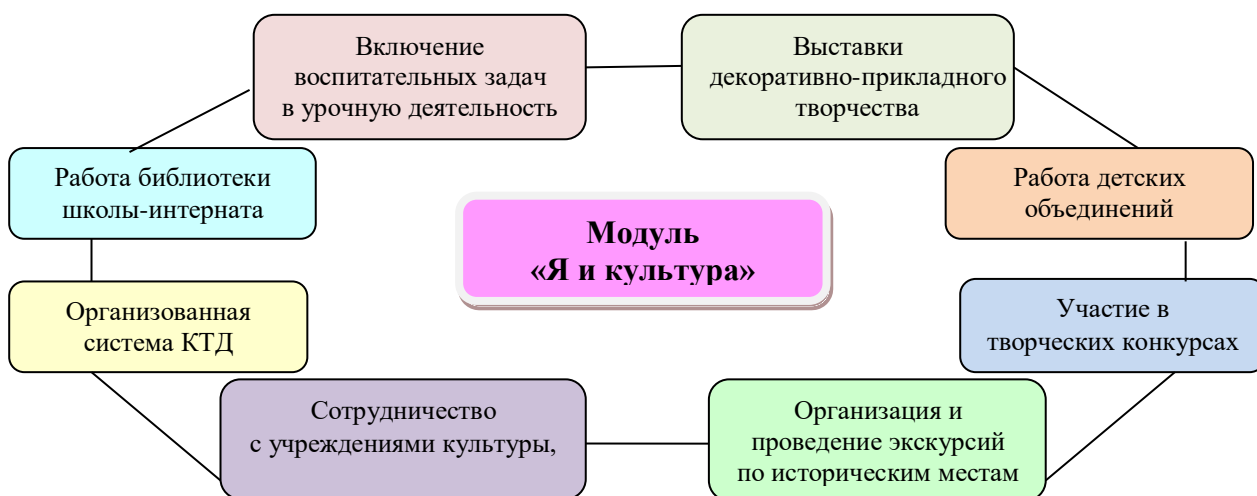 Включение
воспитательных задач
в урочную деятельность
Выставки
декоративно-прикладного
творчества
Работа библиотеки
школы-интерната
Работа детских
объединений
Модуль
«Я и культура»
Организованная
система КТД
Участие в
творческих конкурсах
Сотрудничество
с учреждениями культуры,
Организация и
проведение экскурсий
по историческим местам